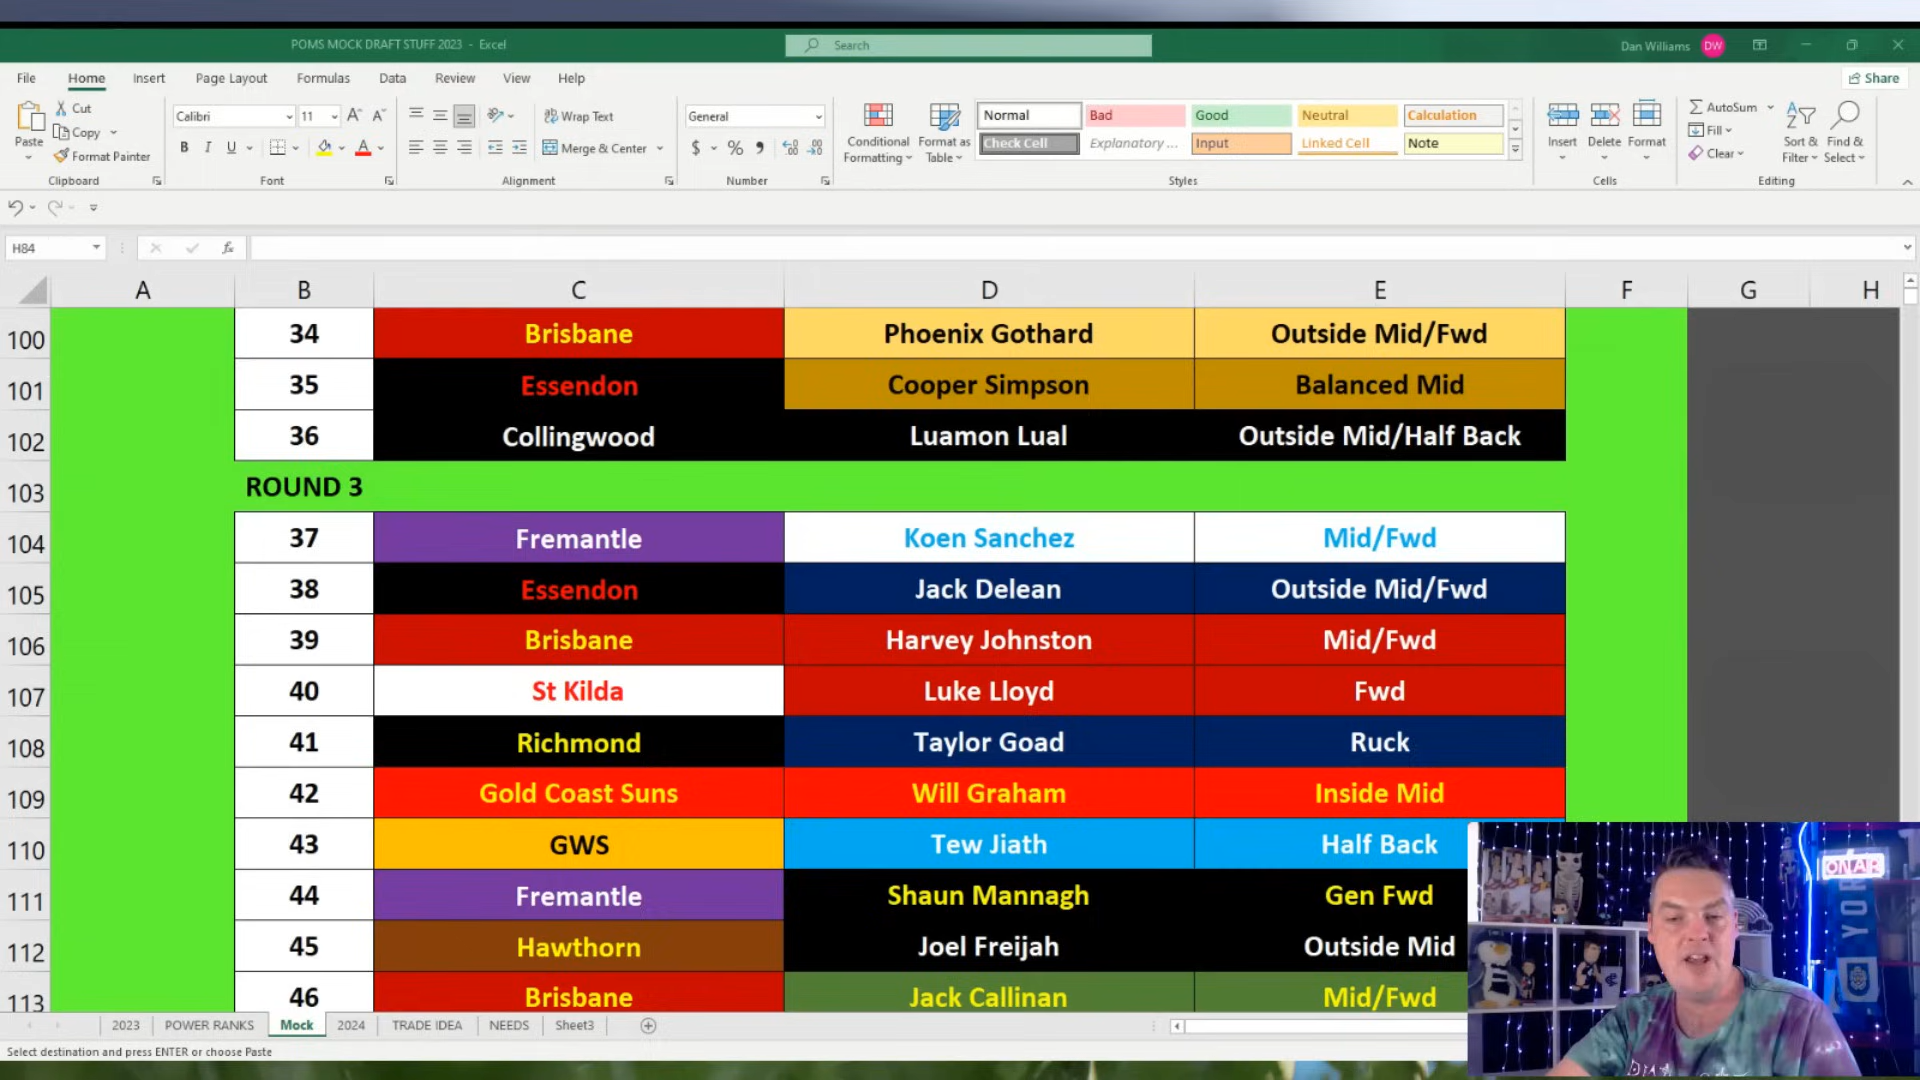 POMS MOCK DRAFT STUFF 2023 - Excel
Search
Dan Williams DW
File Home Insert Page Layout Formulas Data Review View Help
Share
Paste
Cut
Copy
Format Painter
Clipboard
Calibri 11
B I U
Font
Wrap Text
Merge & Center
Alignment
General
$ % ,
Number
Conditional Formatting
Format as Table
Normal Bad Good Neutral Calculation
Check Cell Explanatory ... Input Linked Cell Note
Styles
Insert Delete Format
Cells
AutoSum
Fill
Clear
Sort & Filter
Find & Select
Editing
H84 fx
A B C D E F G H
100 34 Brisbane Phoenix Gothard Outside Mid/Fwd
101 35 Essendon Cooper Simpson Balanced Mid
102 36 Collingwood Luamon Lual Outside Mid/Half Back
103 ROUND 3
104 37 Fremantle Koen Sanchez Mid/Fwd
105 38 Essendon Jack Delean Outside Mid/Fwd
106 39 Brisbane Harvey Johnston Mid/Fwd
107 40 St Kilda Luke Lloyd Fwd
108 41 Richmond Taylor Goad Ruck
109 42 Gold Coast Suns Will Graham Inside Mid
110 43 GWS Tew Jiath Half Back
111 44 Fremantle Shaun Mannagh Gen Fwd
112 45 Hawthorn Joel Freijah Outside Mid
113 46 Brisbane Jack Callinan Mid/Fwd
ON AIR
2023 POWER RANKS Mock 2024 TRADE IDEA NEEDS Sheet3
Select destination and press ENTER or choose Paste